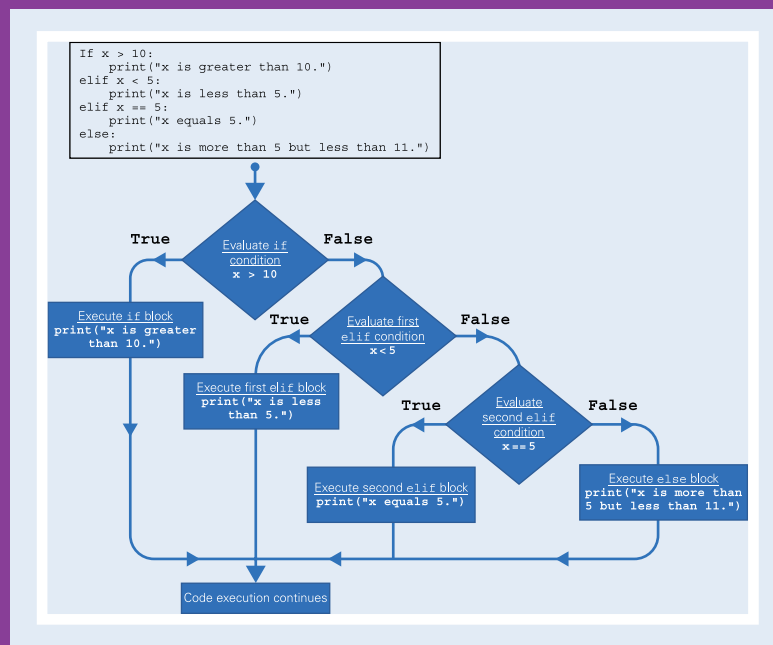 If x > 10:
    print("x is greater than 10.")
elif x < 5:
    print("x is less than 5.")
elif x == 5:
    print("x equals 5.")
else:
    print("x is more than 5 but less than 11.")
True
False
Evaluate if
condition
x > 10
Execute if block
print("x is greater
than 10.")
True
False
Evaluate first
elif condition
x<5
Execute first elif block
print("x is less
than 5.")
True
False
Evaluate
second elif
condition
x==5
Execute second elif block
print("x equals 5.")
Execute else block
print("x is more than
5 but less than 11.")
Code execution continues